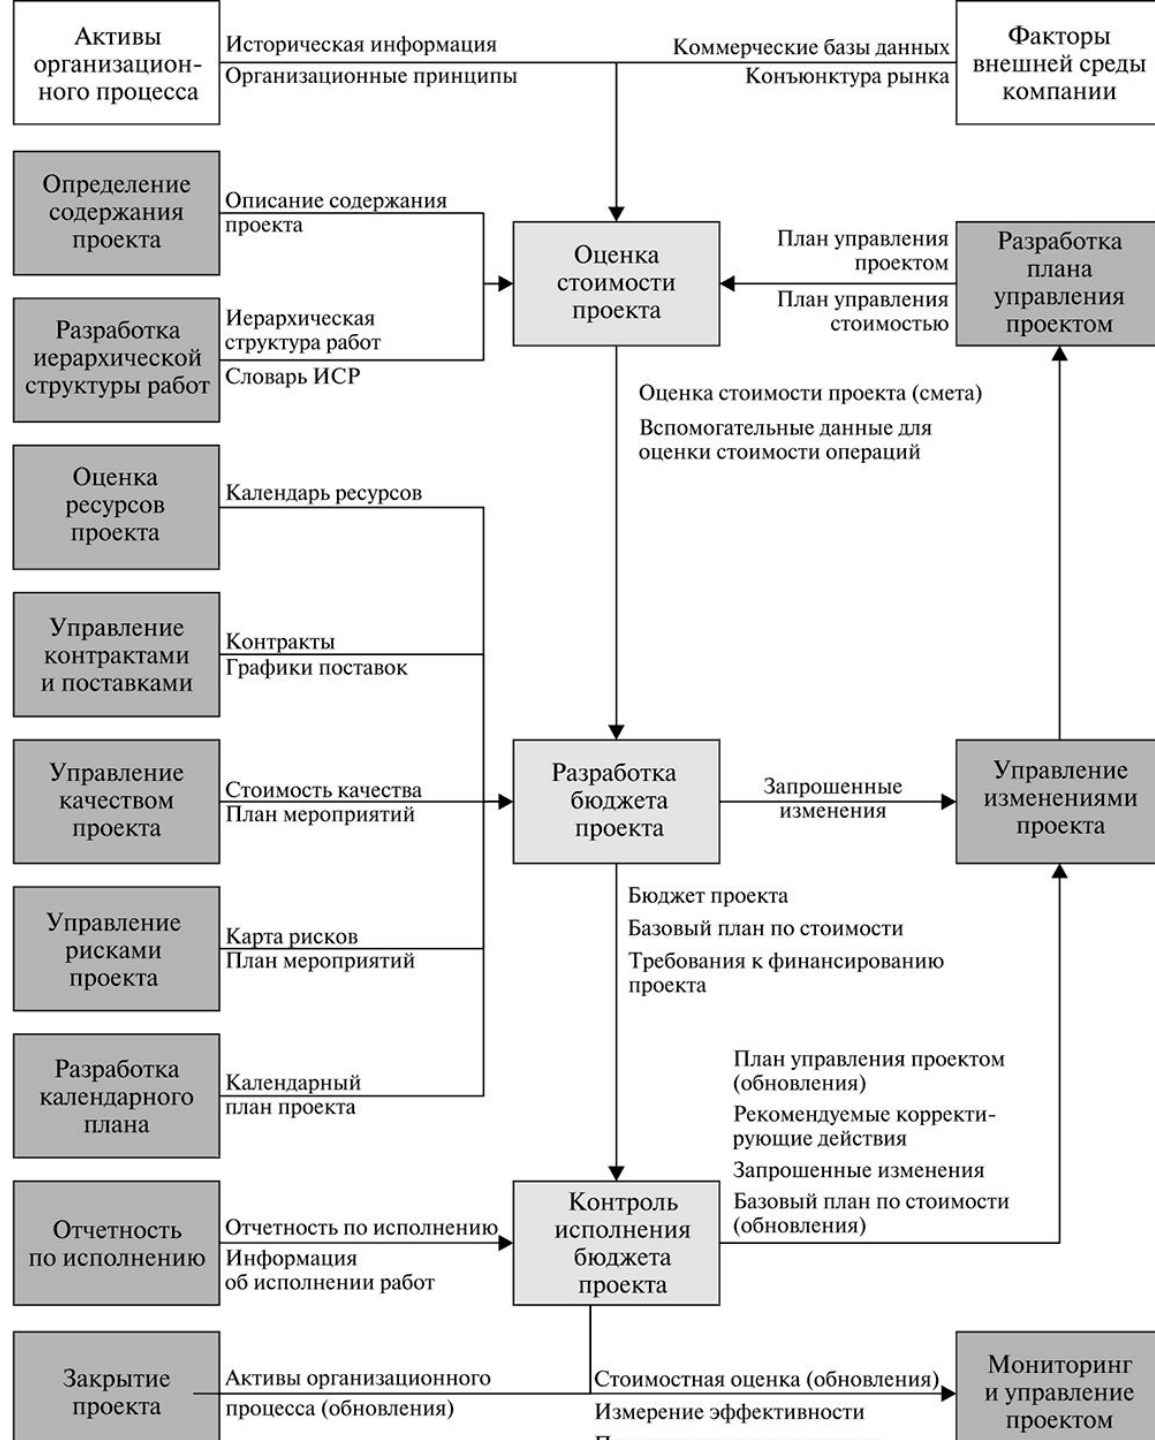 Активы
организацион-
ного процесса
Историческая информация
Организационные принципы
Коммерческие базы данных
Конъюнктура рынка
Факторы
внешней среды
компании
Определение
содержания
проекта
Описание содержания
проекта
Оценка
стоимости
проекта
План управления
проектом
План управления
стоимостью
Разработка
плана
управления
проектом
Разработка
иерархической
структуры работ
Иерархическая
структура работ
Словарь ИСР
Оценка стоимости проекта (смета)
Вспомогательные данные для
оценки стоимости операций
Оценка
ресурсов
проекта
Календарь ресурсов
Управление
контрактами
и поставками
Контракты
Графики поставок
Управление
качеством
проекта
Стоимость качества
План мероприятий
Разработка
бюджета
проекта
Запрошенные
изменения
Управление
изменениями
проекта
Бюджет проекта
Базовый план по стоимости
Требования к финансированию
проекта
Управление
рисками
проекта
Карта рисков
План мероприятий
Разработка
календарного
плана
Календарный
план проекта
План управления проектом
(обновления)
Рекомендуемые корректи-
рующие действия
Запрошенные изменения
Базовый план по стоимости
(обновления)
Отчетность
по исполнению
Отчетность по исполнению
Информация
об исполнении работ
Контроль
исполнения
бюджета
проекта
Закрытие
проекта
Активы организационного
процесса (обновления)
Стоимостная оценка (обновления)
Измерение эффективности
Мониторинг
и управление
проектом